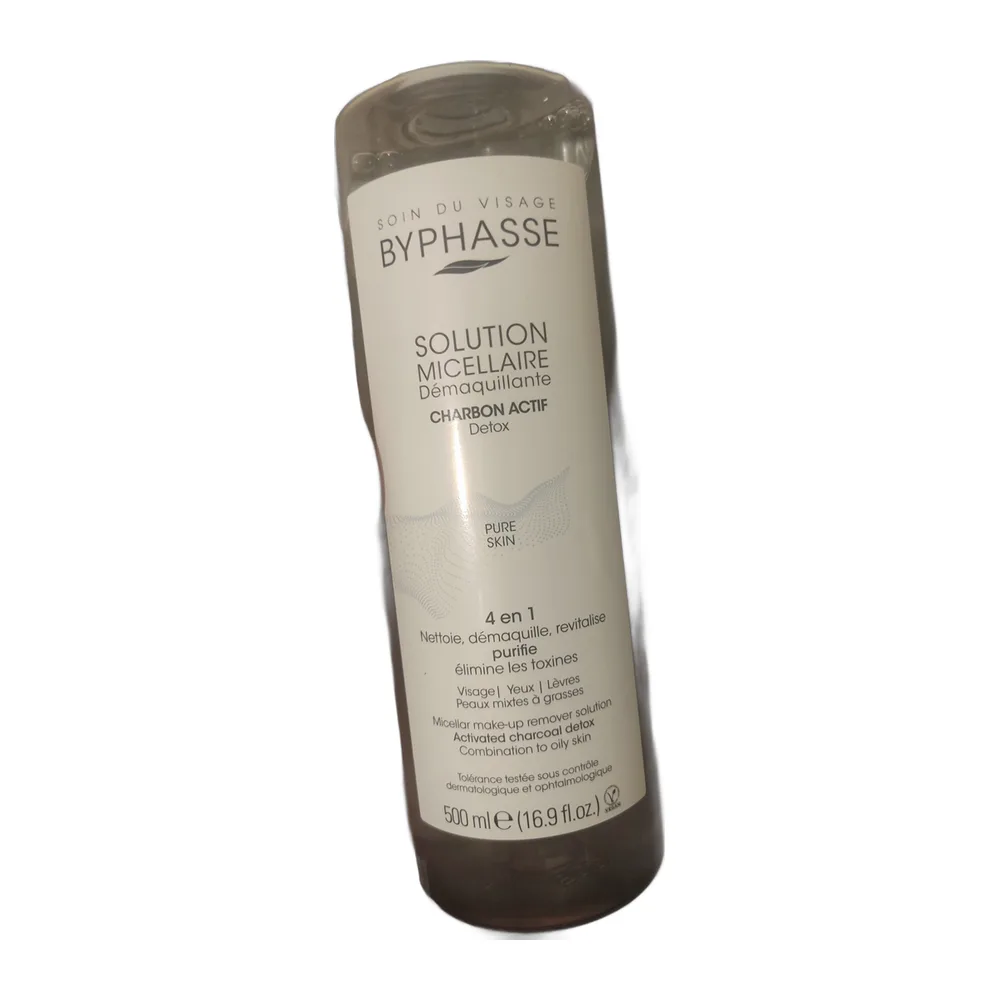 SOIN DU VISAGE
BYPHASSE
SOLUTION
MICELLAIRE
Démaquillante
CHARBON ACTIF
Detox
PURE
SKIN
4 en 1
Nettoie, démaquille, revitalise
purifie
élimine les toxines
Visage | Yeux | Lèvres
Peaux mixtes à grasses
Micellar make-up remover solution
Activated charcoal detox
Combination to oily skin
Tolérance testée sous contrôle
dermatologique et ophtalmologique
500 ml e (16.9 fl.oz.)
VEGAN